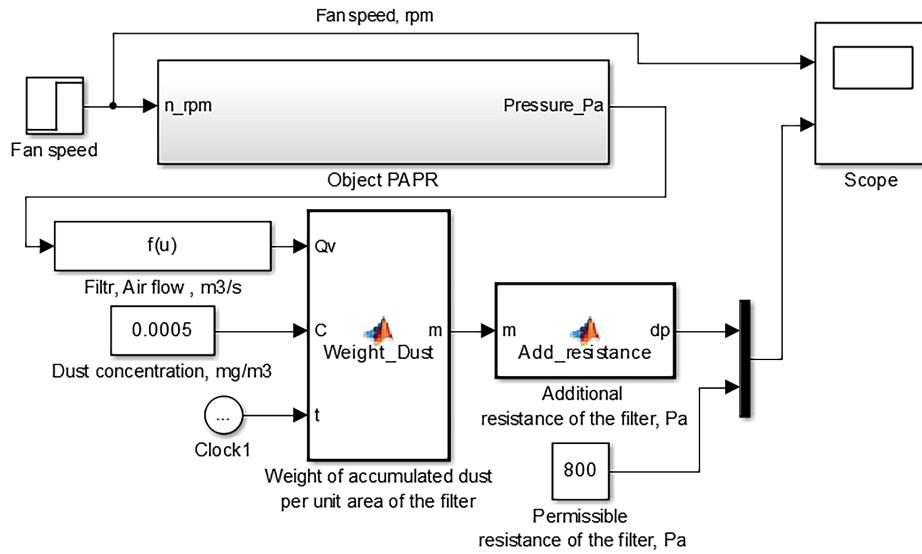 Fan speed, rpm
n_rpm
Pressure_Pa
Fan speed
Object PAPR
Scope
f(u)
Qv
Filtr, Air flow , m3/s
0.0005
C
m
m
dp
Weight_Dust
Add_resistance
Dust concentration, mg/m3
Additional
resistance of the filter, Pa
...
t
Clock1
Weight of accumulated dust
per unit area of the filter
800
Permissible
resistance of the filter, Pa